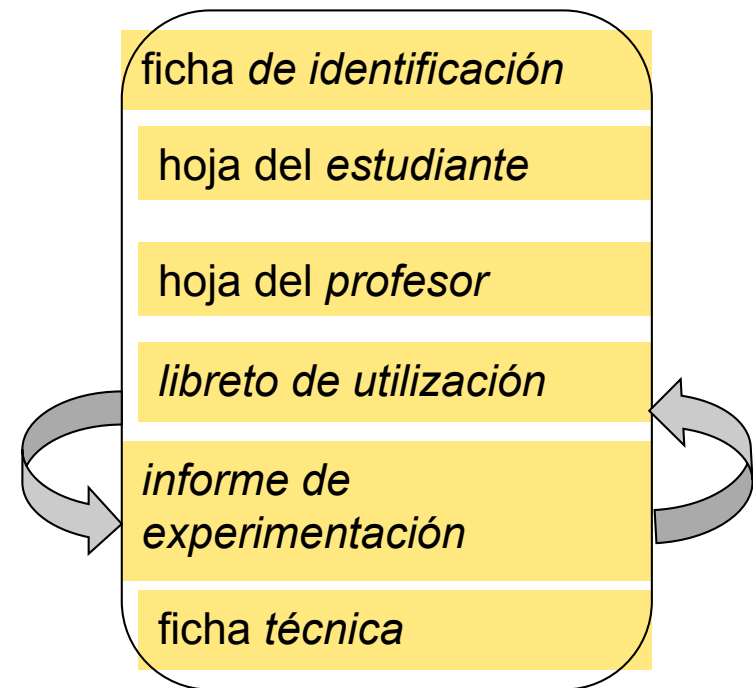 ficha de identificación
hoja del estudiante
hoja del profesor
libreto de utilización
informe de
experimentación
ficha técnica